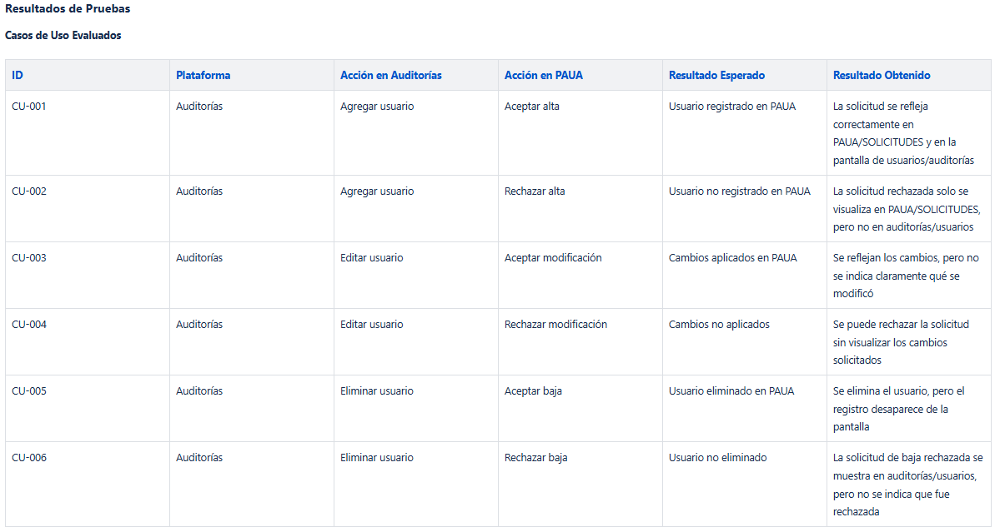 Resultados de Pruebas
Casos de Uso Evaluados
ID Plataforma Acción en Auditorías Acción en PAUA Resultado Esperado Resultado Obtenido
CU-001 Auditorías Agregar usuario Aceptar alta Usuario registrado en PAUA La solicitud se refleja
correctamente en
PAUA/SOLICITUDES y en la
pantalla de usuarios/auditorías
CU-002 Auditorías Agregar usuario Rechazar alta Usuario no registrado en PAUA La solicitud rechazada solo se
visualiza en PAUA/SOLICITUDES,
pero no en auditorías/usuarios
CU-003 Auditorías Editar usuario Aceptar modificación Cambios aplicados en PAUA Se reflejan los cambios, pero no
se indica claramente qué se
modificó
CU-004 Auditorías Editar usuario Rechazar modificación Cambios no aplicados Se puede rechazar la solicitud
sin visualizar los cambios
solicitados
CU-005 Auditorías Eliminar usuario Aceptar baja Usuario eliminado en PAUA Se elimina el usuario, pero el
registro desaparece de la
pantalla
CU-006 Auditorías Eliminar usuario Rechazar baja Usuario no eliminado La solicitud de baja rechazada se
muestra en auditorías/usuarios,
pero no se indica que fue
rechazada